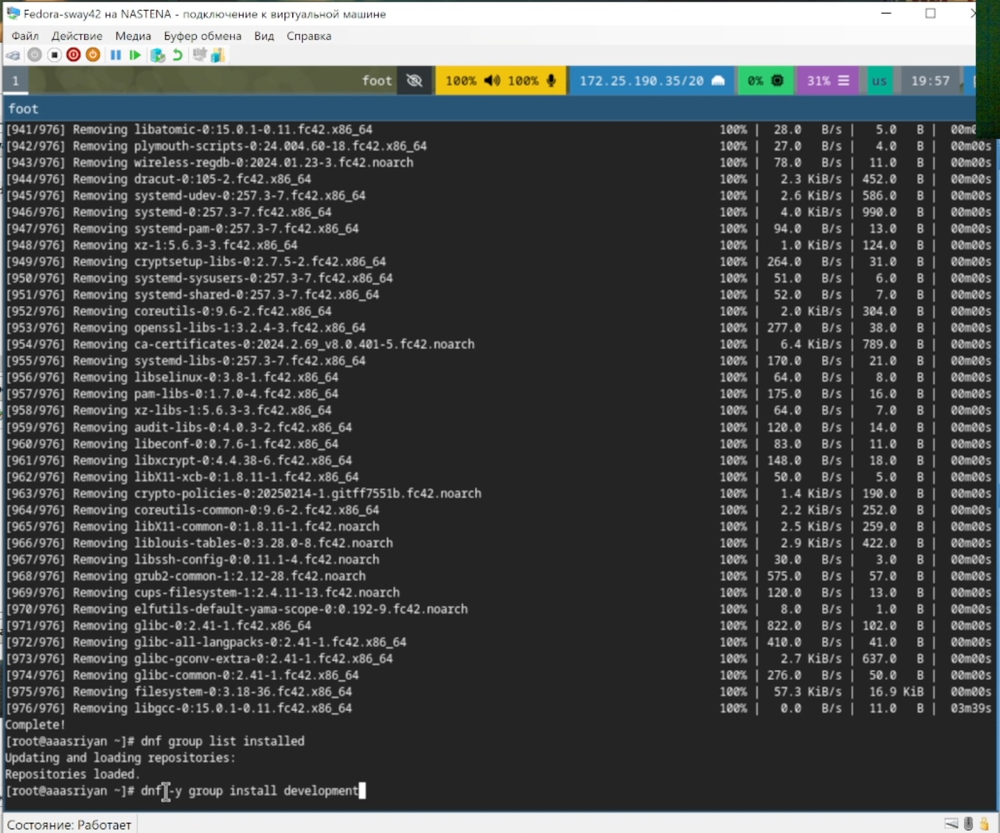 Fedora-sway42 на NASTENA - подключение к виртуальной машине
Файл Действие Медиа Буфер обмена Вид Справка
1 foot 100% 100% 172.25.190.35/20 0% 31% us 19:57
foot
[941/976] Removing libatomic-0:15.0.1-0.11.fc42.x86_64 100% | 28.0 B/s | 5.0 B |
[942/976] Removing plymouth-scripts-0:24.004.60-18.fc42.x86_64 100% | 27.0 B/s | 4.0 B | 00m00s
[943/976] Removing wireless-regdb-0:2024.01.23-3.fc42.noarch 100% | 78.0 B/s | 11.0 B | 00m00s
[944/976] Removing dracut-0:105-2.fc42.x86_64 100% | 2.3 KiB/s | 452.0 B | 00m00s
[945/976] Removing systemd-udev-0:257.3-7.fc42.x86_64 100% | 2.6 KiB/s | 586.0 B | 00m00s
[946/976] Removing systemd-0:257.3-7.fc42.x86_64 100% | 4.0 KiB/s | 990.0 B | 00m00s
[947/976] Removing systemd-pam-0:257.3-7.fc42.x86_64 100% | 94.0 B/s | 13.0 B | 00m00s
[948/976] Removing xz-1:5.6.3-3.fc42.x86_64 100% | 1.0 KiB/s | 124.0 B | 00m00s
[949/976] Removing cryptsetup-libs-0:2.7.5-2.fc42.x86_64 100% | 264.0 B/s | 31.0 B | 00m00s
[950/976] Removing systemd-sysusers-0:257.3-7.fc42.x86_64 100% | 51.0 B/s | 6.0 B | 00m00s
[951/976] Removing systemd-shared-0:257.3-7.fc42.x86_64 100% | 52.0 B/s | 7.0 B | 00m00s
[952/976] Removing coreutils-0:9.6-2.fc42.x86_64 100% | 2.0 KiB/s | 304.0 B | 00m00s
[953/976] Removing openssl-libs-1:3.2.4-3.fc42.x86_64 100% | 277.0 B/s | 38.0 B | 00m00s
[954/976] Removing ca-certificates-0:2024.2.69_v8.0.401-5.fc42.noarch 100% | 6.4 KiB/s | 789.0 B | 00m00s
[955/976] Removing systemd-libs-0:257.3-7.fc42.x86_64 100% | 170.0 B/s | 21.0 B | 00m00s
[956/976] Removing libselinux-0:3.8-1.fc42.x86_64 100% | 64.0 B/s | 8.0 B | 00m00s
[957/976] Removing pam-libs-0:1.7.0-4.fc42.x86_64 100% | 175.0 B/s | 16.0 B | 00m00s
[958/976] Removing xz-libs-1:5.6.3-3.fc42.x86_64 100% | 64.0 B/s | 7.0 B | 00m00s
[959/976] Removing audit-libs-0:4.0.3-2.fc42.x86_64 100% | 120.0 B/s | 14.0 B | 00m00s
[960/976] Removing libeconf-0:0.7.6-1.fc42.x86_64 100% | 83.0 B/s | 11.0 B | 00m00s
[961/976] Removing libxcrypt-0:4.4.38-6.fc42.x86_64 100% | 148.0 B/s | 18.0 B | 00m00s
[962/976] Removing libX11-xcb-0:1.8.11-1.fc42.x86_64 100% | 50.0 B/s | 5.0 B | 00m00s
[963/976] Removing crypto-policies-0:20250214-1.gitff7551b.fc42.noarch 100% | 1.4 KiB/s | 190.0 B | 00m00s
[964/976] Removing coreutils-common-0:9.6-2.fc42.x86_64 100% | 2.2 KiB/s | 252.0 B | 00m00s
[965/976] Removing libX11-common-0:1.8.11-1.fc42.noarch 100% | 2.5 KiB/s | 259.0 B | 00m00s
[966/976] Removing liblouis-tables-0:3.28.0-8.fc42.noarch 100% | 2.9 KiB/s | 422.0 B | 00m00s
[967/976] Removing libssh-config-0:0.11.1-4.fc42.noarch 100% | 30.0 B/s | 3.0 B | 00m00s
[968/976] Removing grub2-common-1:2.12-28.fc42.noarch 100% | 575.0 B/s | 57.0 B | 00m00s
[969/976] Removing cups-filesystem-1:2.4.11-13.fc42.noarch 100% | 120.0 B/s | 13.0 B | 00m00s
[970/976] Removing elfutils-default-yama-scope-0:0.192-9.fc42.noarch 100% | 8.0 B/s | 1.0 B | 00m00s
[971/976] Removing glibc-0:2.41-1.fc42.x86_64 100% | 822.0 B/s | 102.0 B | 00m00s
[972/976] Removing glibc-all-langpacks-0:2.41-1.fc42.x86_64 100% | 410.0 B/s | 41.0 B | 00m00s
[973/976] Removing glibc-gconv-extra-0:2.41-1.fc42.x86_64 100% | 2.7 KiB/s | 637.0 B | 00m00s
[974/976] Removing glibc-common-0:2.41-1.fc42.x86_64 100% | 276.0 B/s | 50.0 B | 00m00s
[975/976] Removing filesystem-0:3.18-36.fc42.x86_64 100% | 57.3 KiB/s | 16.9 KiB | 00m00s
[976/976] Removing libgcc-0:15.0.1-0.11.fc42.x86_64 100% | 0.0 B/s | 11.0 B | 03m39s
Complete!
[root@aaasriyan ~]# dnf group list installed
Updating and loading repositories:
Repositories loaded.
[root@aaasriyan ~]# dnf -y group install development
Состояние: Работает